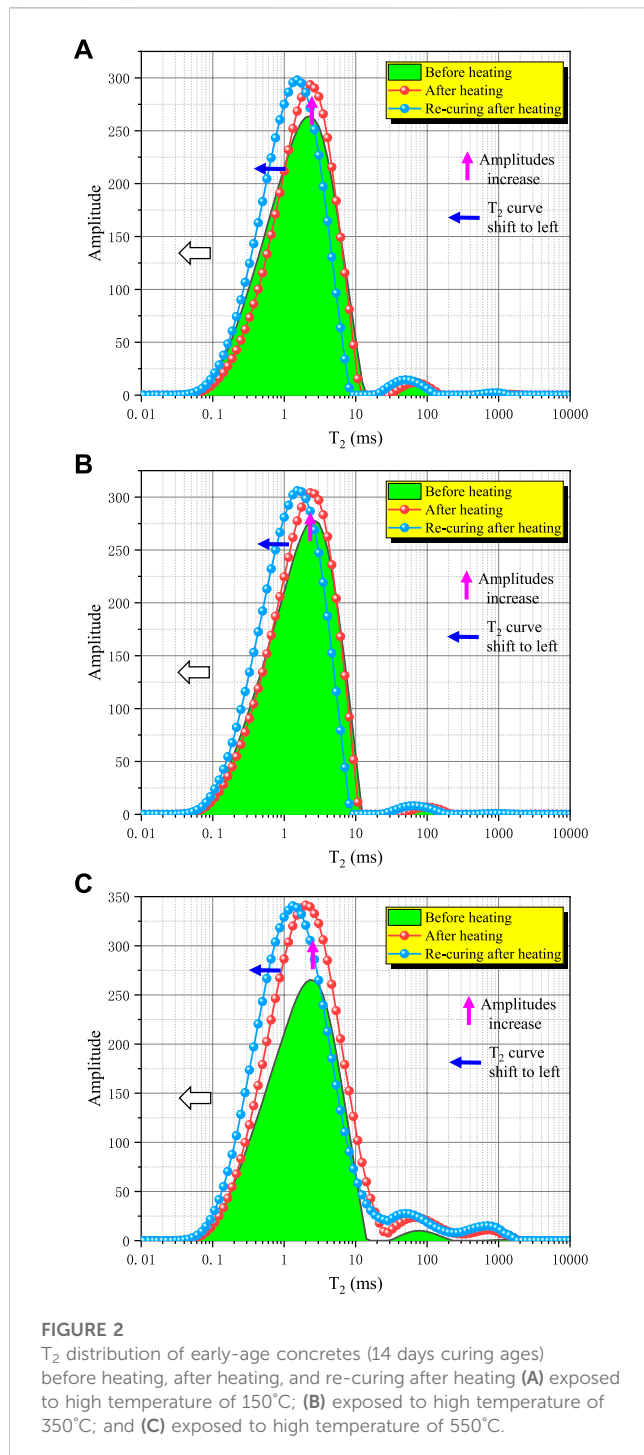 A
Before heating
After heating
Re-curing after heating
Amplitudes
increase
T₂ curve
shift to left
Amplitude
300
250
200
150
100
50
0
0.01 0.1 1 10 100 1000 10000
T₂ (ms)
B
Before heating
After heating
Re-curing after heating
Amplitudes
increase
T₂ curve
shift to left
Amplitude
300
250
200
150
100
50
0
0.01 0.1 1 10 100 1000 10000
T₂ (ms)
C
Before heating
After heating
Re-curing after heating
Amplitudes
increase
T₂ curve
shift to left
Amplitude
350
300
250
200
150
100
50
0
0.01 0.1 1 10 100 1000 10000
T₂ (ms)
FIGURE 2
T₂ distribution of early-age concretes (14 days curing ages)
before heating, after heating, and re-curing after heating (A) exposed
to high temperature of 150°C; (B) exposed to high temperature of
350°C; and (C) exposed to high temperature of 550°C.